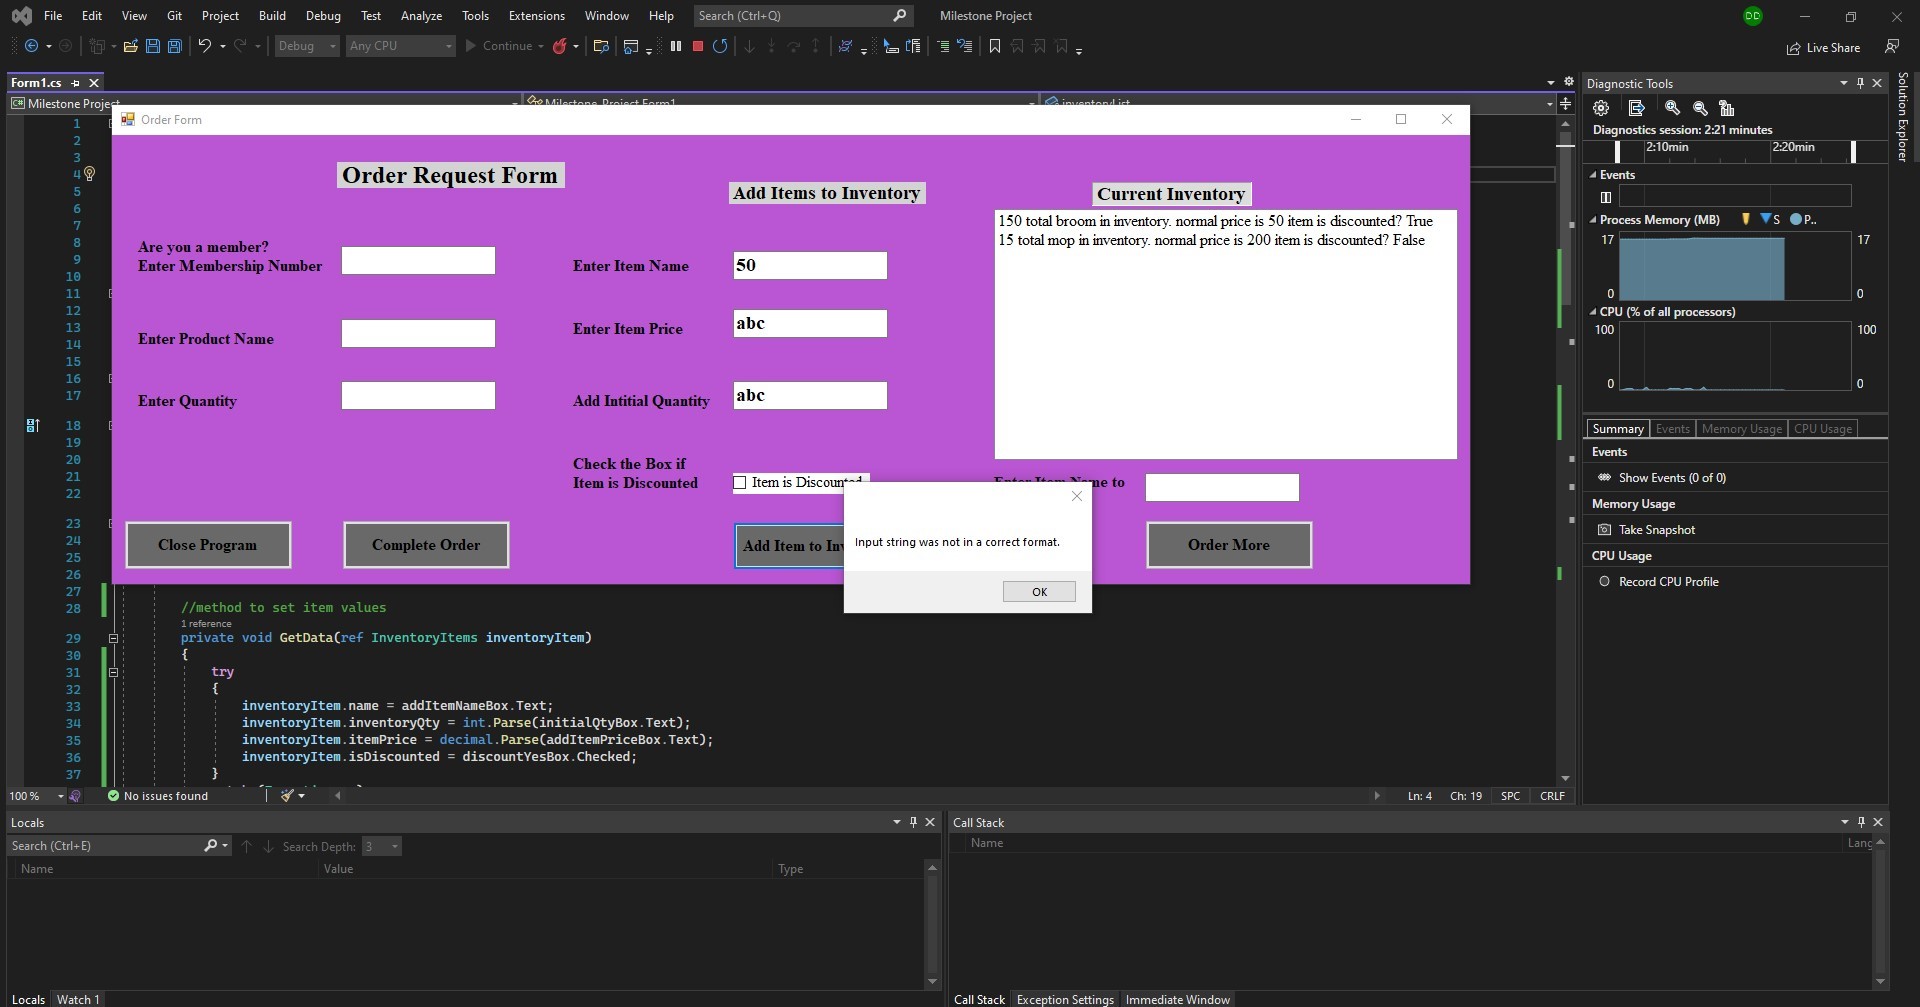 File Edit View Git Project Build Debug Test Analyze Tools Extensions Window Help Search (Ctrl+Q) Milestone Project DD
Debug Any CPU Continue Live Share
Form1.cs
Milestone Project Milestone_Project.Form1 inventoryList
Order Form
Order Request Form
Add Items to Inventory
Current Inventory
150 total broom in inventory. normal price is 50 item is discounted? True
15 total mop in inventory. normal price is 200 item is discounted? False
Are you a member?
Enter Membership Number
Enter Item Name 50
Enter Product Name
Enter Item Price abc
Enter Quantity
Add Intitial Quantity abc
Check the Box if
Item is Discounted
Item is Discounted
Enter Item Name to
Close Program
Complete Order
Add Item to Inv
Order More
Input string was not in a correct format.
OK
1
2
3
4
5
6
7
8
9
10
11
12
13
14
15
16
17
18
19
20
21
22
23
24
25
26
27
28 //method to set item values
1 reference
29 private void GetData(ref InventoryItems inventoryItem)
30 {
31 try
32 {
33 inventoryItem.name = addItemNameBox.Text;
34 inventoryItem.inventoryQty = int.Parse(initialQtyBox.Text);
35 inventoryItem.itemPrice = decimal.Parse(addItemPriceBox.Text);
36 inventoryItem.isDiscounted = discountYesBox.Checked;
37 }
100 % No issues found Ln: 4 Ch: 19 SPC CRLF
Locals
Search (Ctrl+E) Search Depth: 3
Name Value Type
Locals Watch 1
Call Stack
Name Lang
Call Stack Exception Settings Immediate Window
Diagnostic Tools
Diagnostics session: 2:21 minutes
2:10min 2:20min
Events
Process Memory (MB) S P..
17 17
0 0
CPU (% of all processors)
100 100
0 0
Summary Events Memory Usage CPU Usage
Events
Show Events (0 of 0)
Memory Usage
Take Snapshot
CPU Usage
Record CPU Profile
Solution Explorer